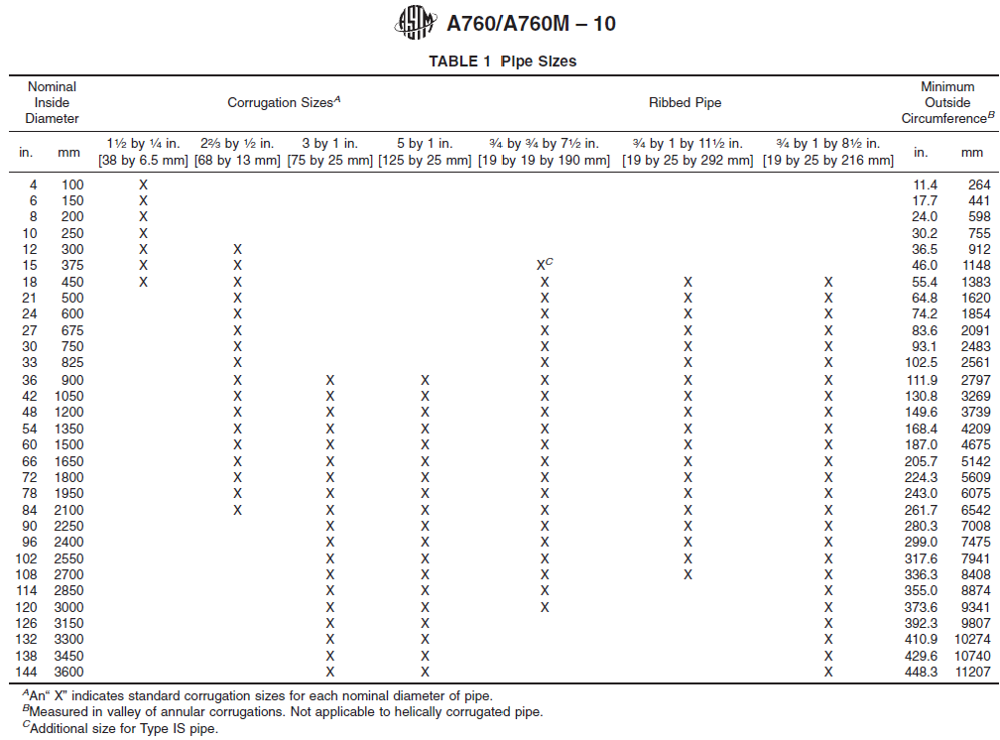 ASTM A760/A760M – 10
TABLE 1 Pipe Sizes
Nominal Inside Diameter Corrugation Sizes^A Ribbed Pipe Minimum Outside Circumference^B
in. mm 1½ by ¼ in. [38 by 6.5 mm] 2⅔ by ½ in. [68 by 13 mm] 3 by 1 in. [75 by 25 mm] 5 by 1 in. [125 by 25 mm] ¾ by ¾ by 7½ in. [19 by 19 by 190 mm] ¾ by 1 by 11½ in. [19 by 25 by 292 mm] ¾ by 1 by 8½ in. [19 by 25 by 216 mm] in. mm
4 100 X 11.4 264
6 150 X 17.7 441
8 200 X 24.0 598
10 250 X 30.2 755
12 300 X X 36.5 912
15 375 X X X^C 46.0 1148
18 450 X X X X X 55.4 1383
21 500 X X X X 64.8 1620
24 600 X X X X 74.2 1854
27 675 X X X X 83.6 2091
30 750 X X X X 93.1 2483
33 825 X X X X 102.5 2561
36 900 X X X X X X 111.9 2797
42 1050 X X X X X X 130.8 3269
48 1200 X X X X X X 149.6 3739
54 1350 X X X X X X 168.4 4209
60 1500 X X X X X X 187.0 4675
66 1650 X X X X X X 205.7 5142
72 1800 X X X X X X 224.3 5609
78 1950 X X X X X X 243.0 6075
84 2100 X X X X X X 261.7 6542
90 2250 X X X X X 280.3 7008
96 2400 X X X X X 299.0 7475
102 2550 X X X X X 317.6 7941
108 2700 X X X X X 336.3 8408
114 2850 X X X X 355.0 8874
120 3000 X X X X 373.6 9341
126 3150 X X X 392.3 9807
132 3300 X X X 410.9 10274
138 3450 X X X 429.6 10740
144 3600 X X X 448.3 11207
^A An“ X” indicates standard corrugation sizes for each nominal diameter of pipe.
^B Measured in valley of annular corrugations. Not applicable to helically corrugated pipe.
^C Additional size for Type IS pipe.